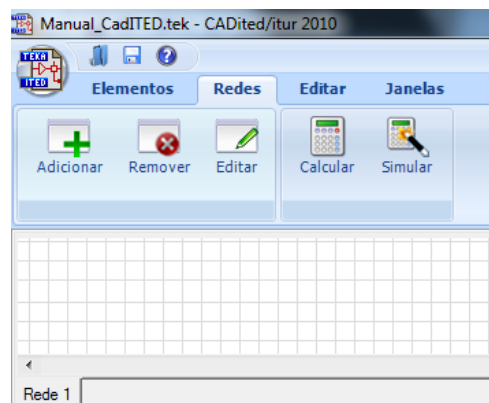 Manual_CadITED.tek - CADited/itur 2010
TEKA
ITED
Elementos Redes Editar Janelas
Adicionar Remover Editar Calcular Simular
Rede 1